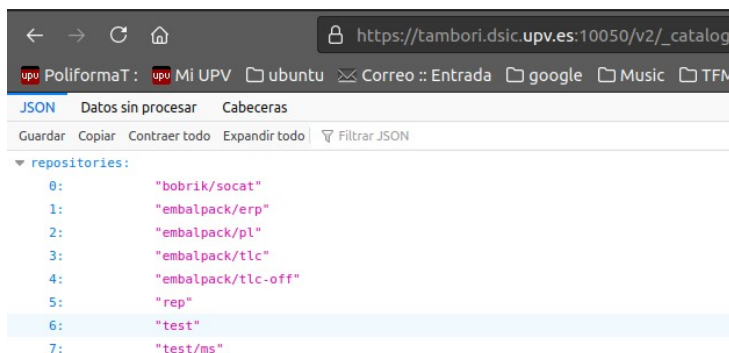 https://tambori.dsic.upv.es:10050/v2/_catalog
upv PoliformaT : upv Mi UPV ubuntu Correo :: Entrada google Music TFM
JSON Datos sin procesar Cabeceras
Guardar Copiar Contraer todo Expandir todo Filtrar JSON
repositories:
0: "bobrik/socat"
1: "embalpack/erp"
2: "embalpack/pl"
3: "embalpack/tlc"
4: "embalpack/tlc-off"
5: "rep"
6: "test"
7: "test/ms"